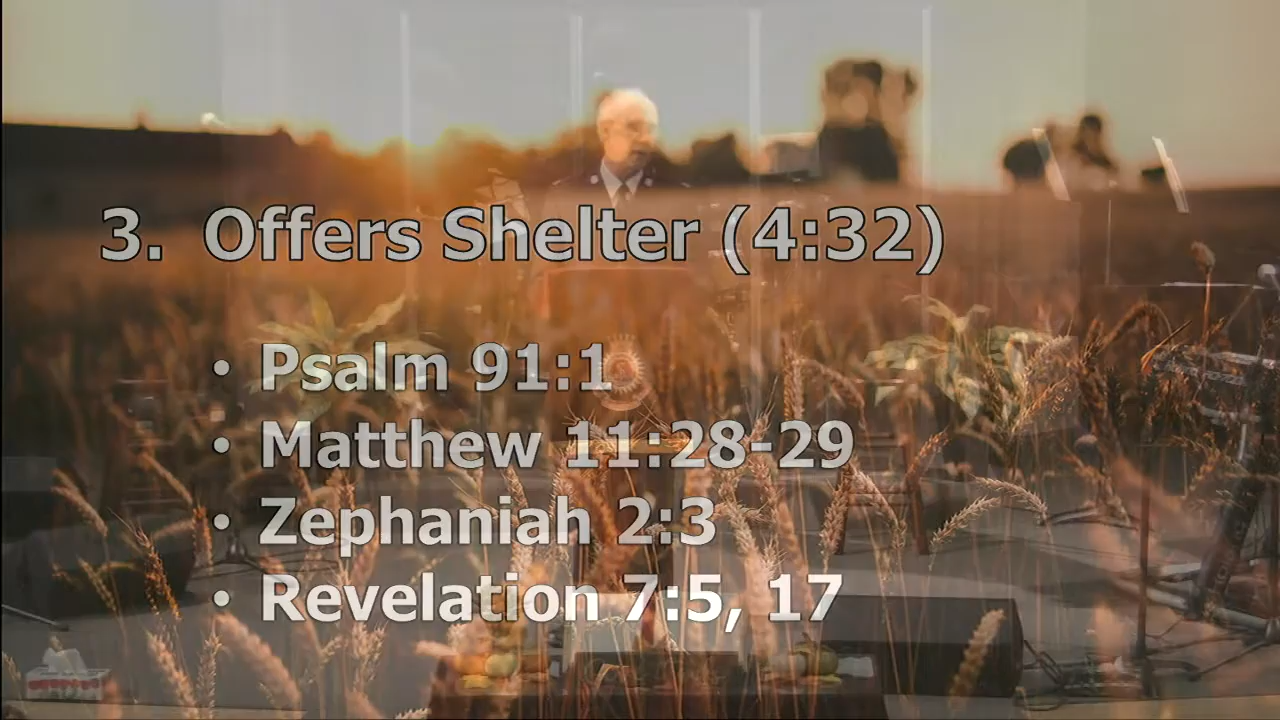 3. Offers Shelter (4:32)
• Psalm 91:1
• Matthew 11:28-29
• Zephaniah 2:3
• Revelation 7:5, 17